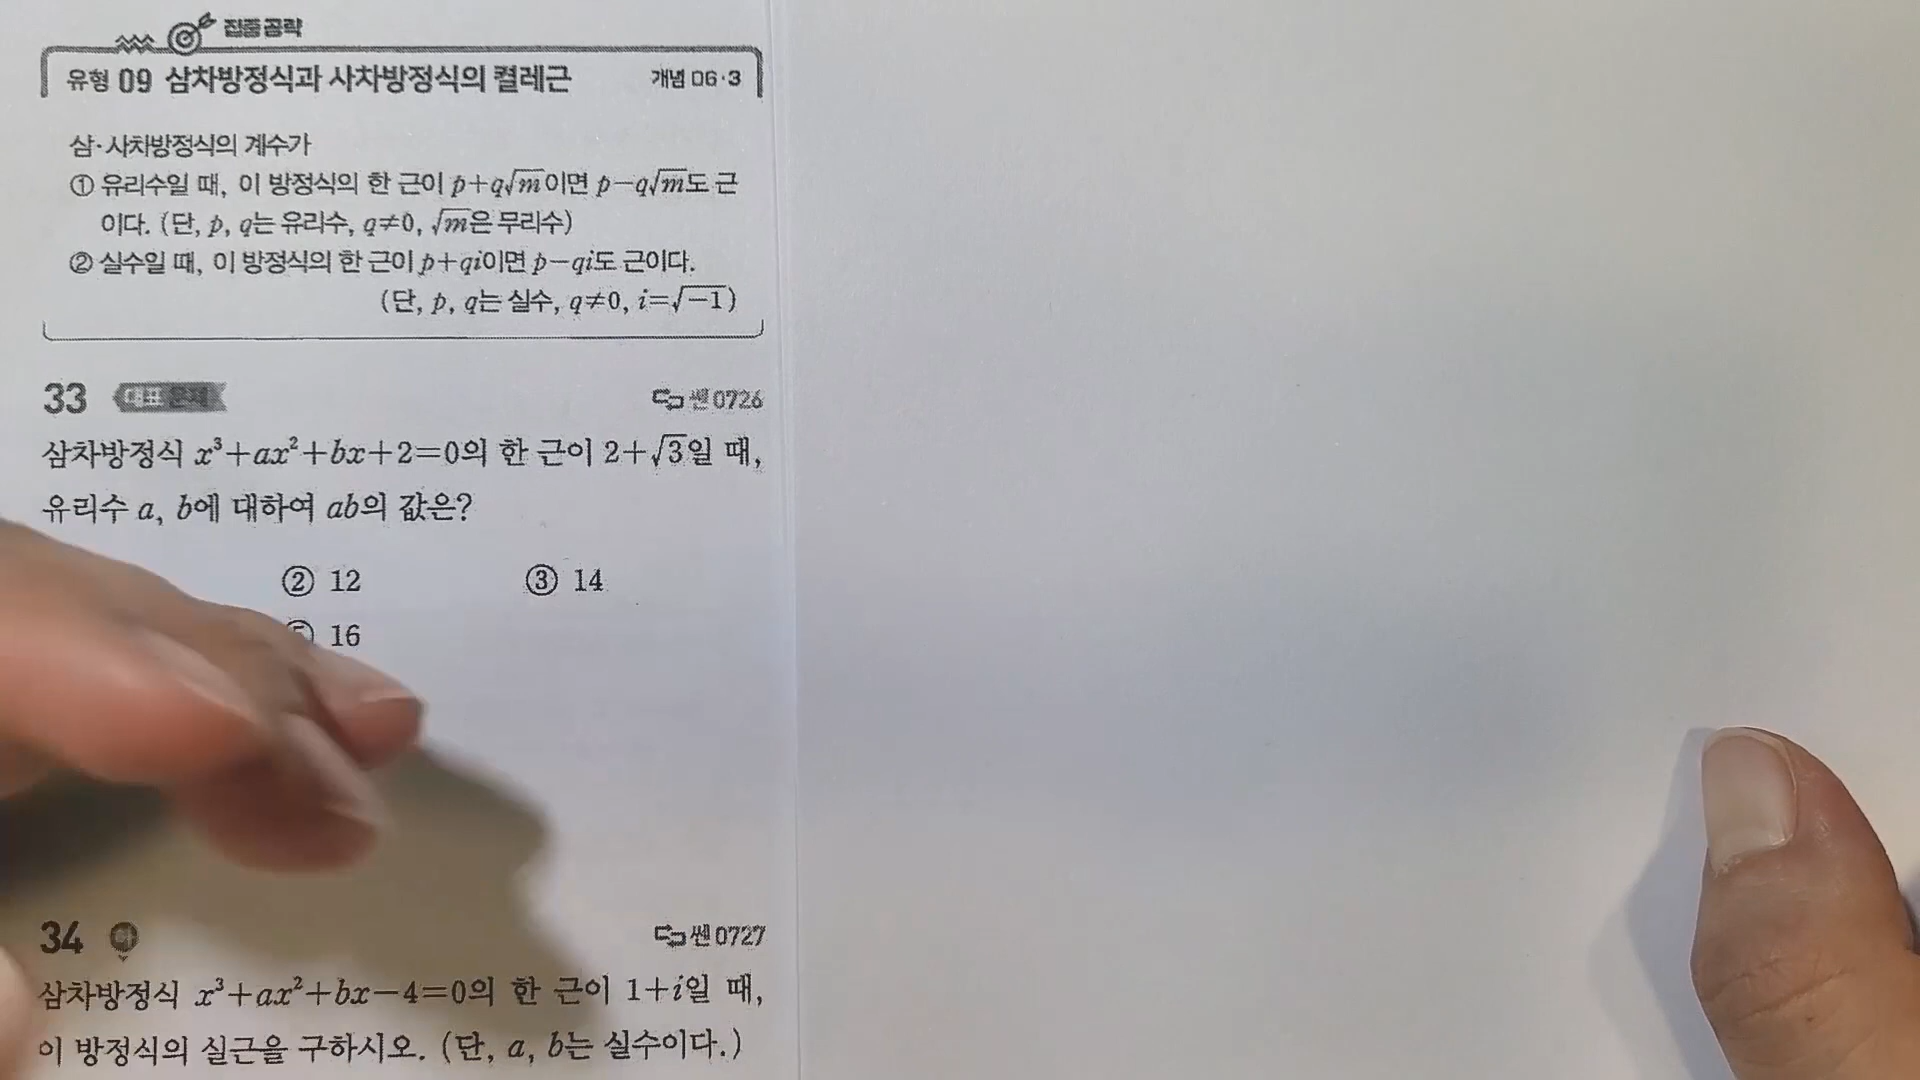 집중 공략
유형 09 삼차방정식과 사차방정식의 켤레근 개념 06·3
삼·사차방정식의 계수가
① 유리수일 때, 이 방정식의 한 근이 p+q√m이면 p−q√m도 근
이다. (단, p, q는 유리수, q≠0, √m은 무리수)
② 실수일 때, 이 방정식의 한 근이 p+qi이면 p−qi도 근이다.
(단, p, q는 실수, q≠0, i=√−1)
33 대표 문제 쎈 0726
삼차방정식 x³+ax²+bx+2=0의 한 근이 2+√3일 때,
유리수 a, b에 대하여 ab의 값은?
② 12 ③ 14
⑤ 16
34 하 쎈 0727
삼차방정식 x³+ax²+bx−4=0의 한 근이 1+i일 때,
이 방정식의 실근을 구하시오. (단, a, b는 실수이다.)